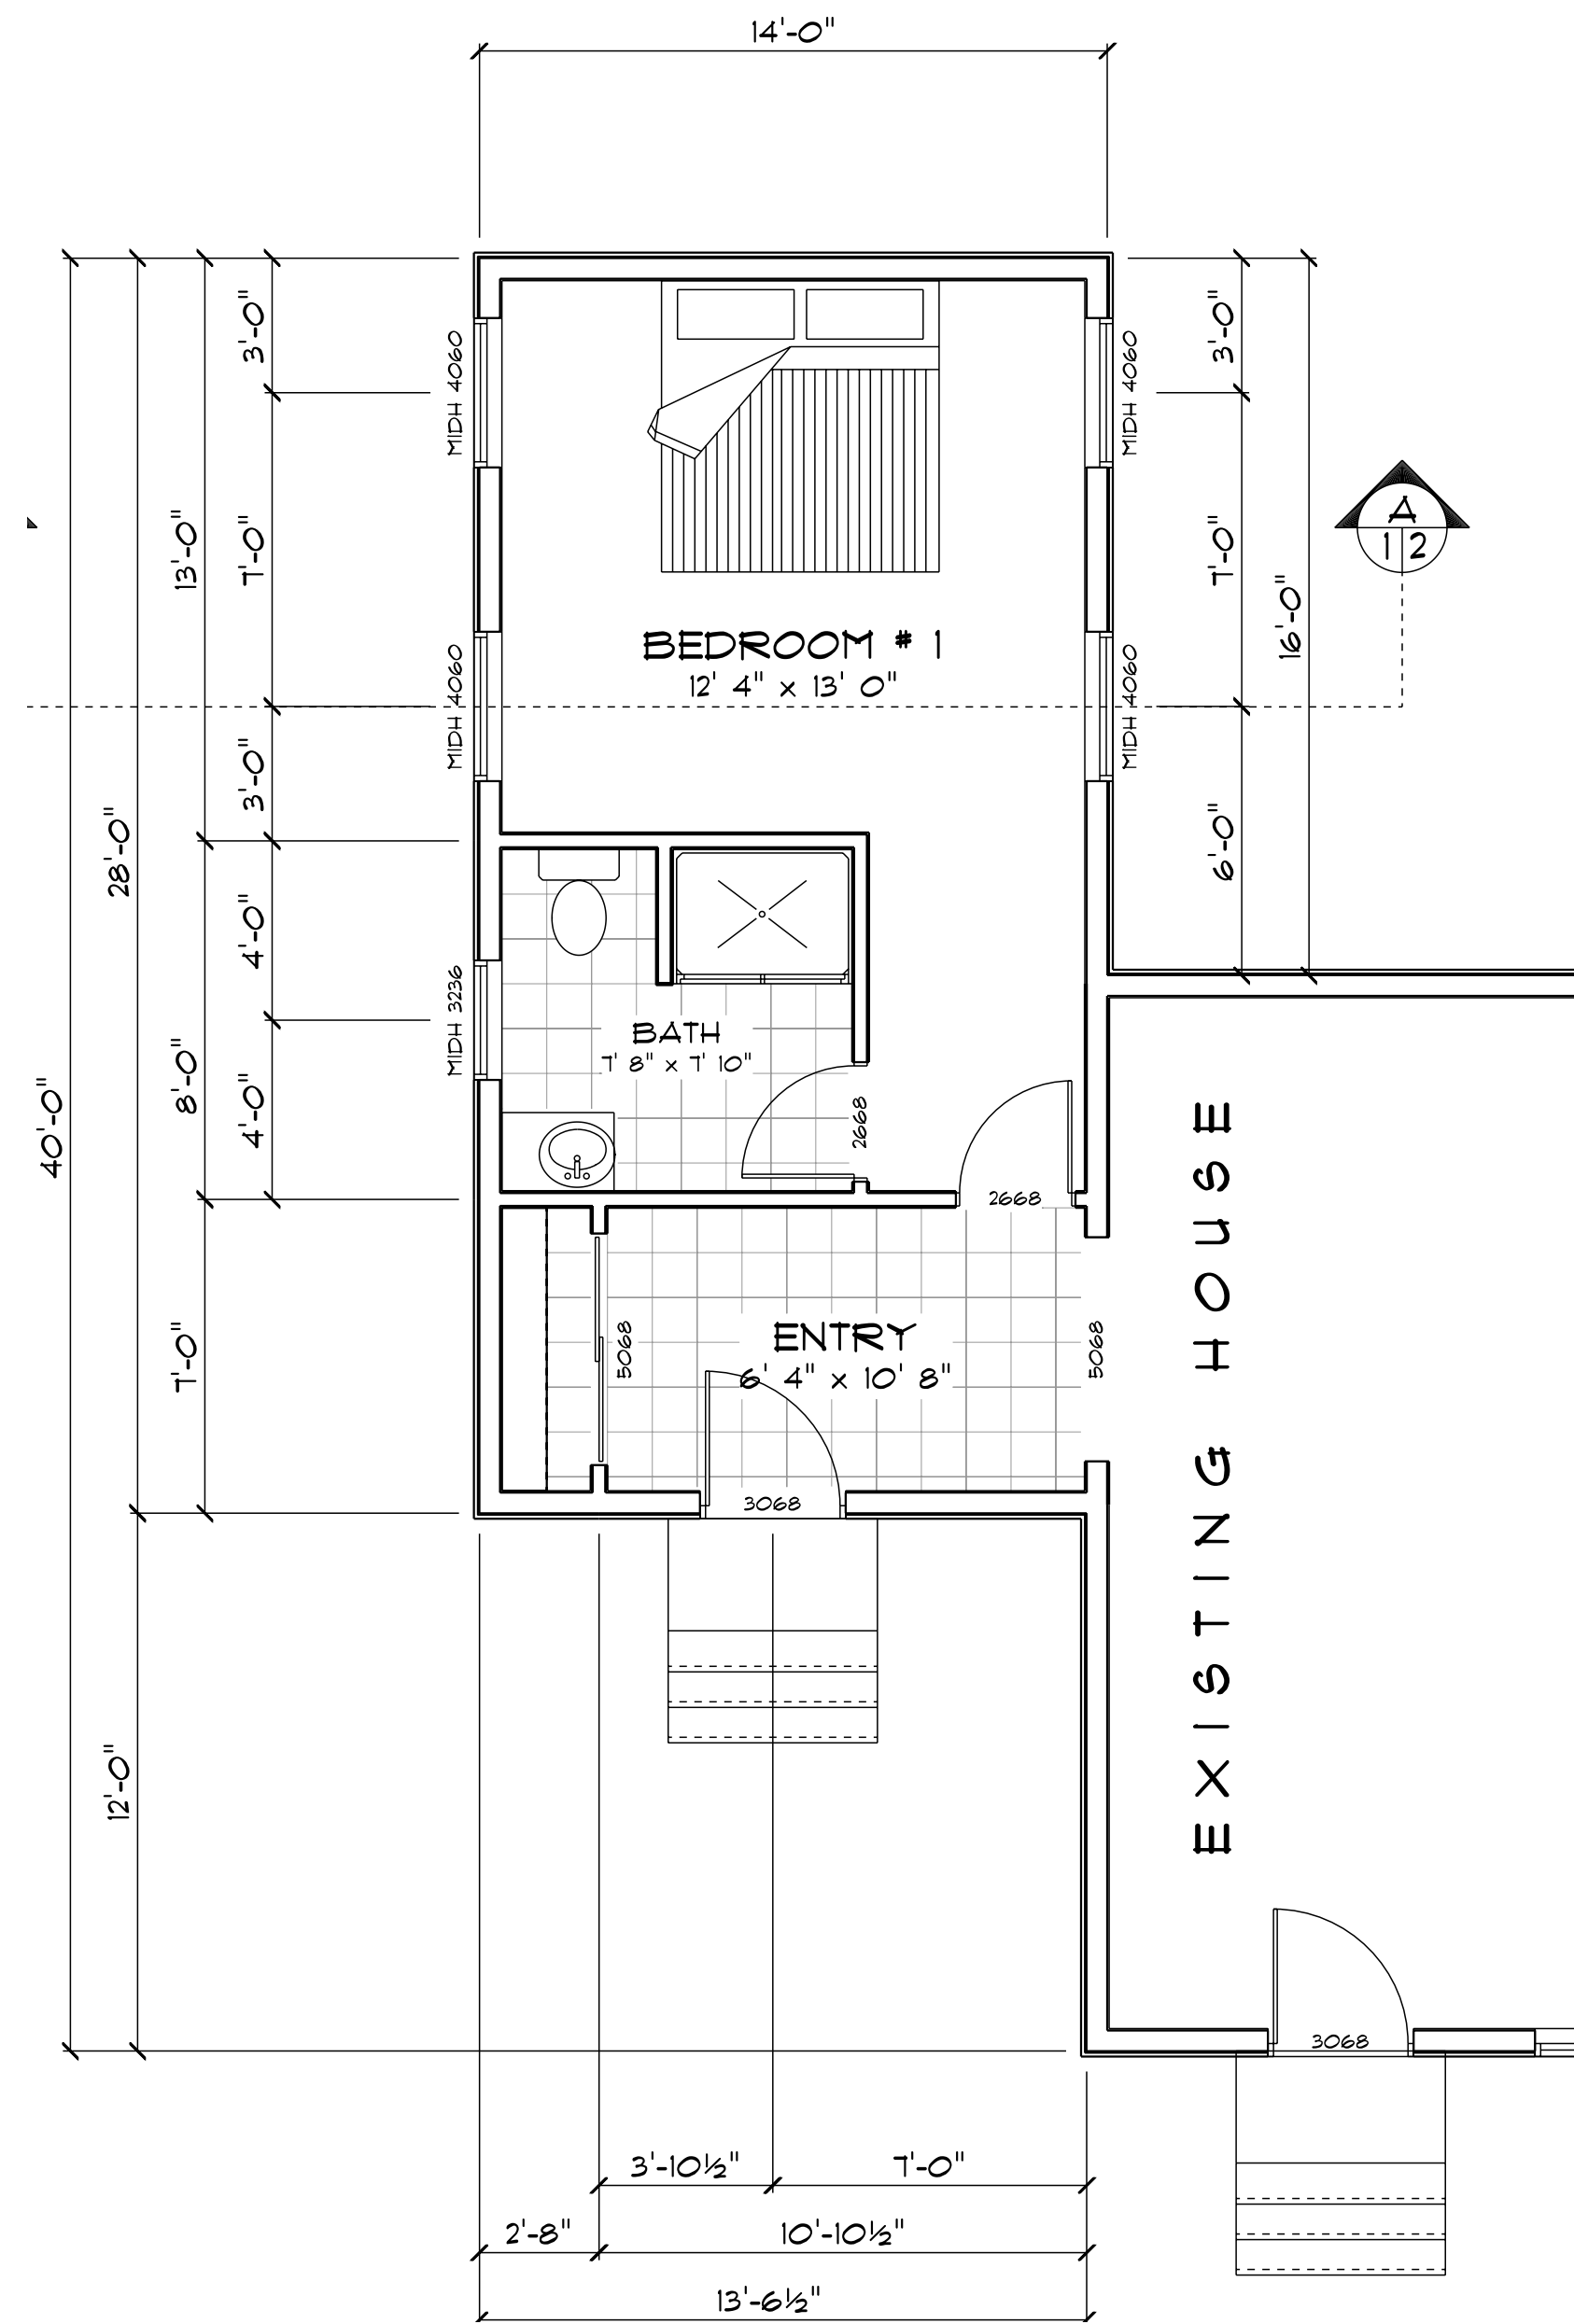 14'-0"
3'-0"
MIDH 4060
MIDH 4060
3'-0"
13'-0"
7'-0"
7'-0"
A
12
16'-0"
BEDROOM # 1
12' 4" x 13' 0"
MIDH 4060
MIDH 4060
3'-0"
28'-0"
6'-0"
4'-0"
MIDH 3236
BATH
7' 8" x 7' 10"
40'-0"
8'-0"
4'-0"
2668
2668
EXISTING HOUSE
7'-0"
5068
ENTRY
6' 4" x 10' 8"
5068
3068
12'-0"
3068
3'-10½"
7'-0"
2'-8"
10'-10½"
13'-6½"